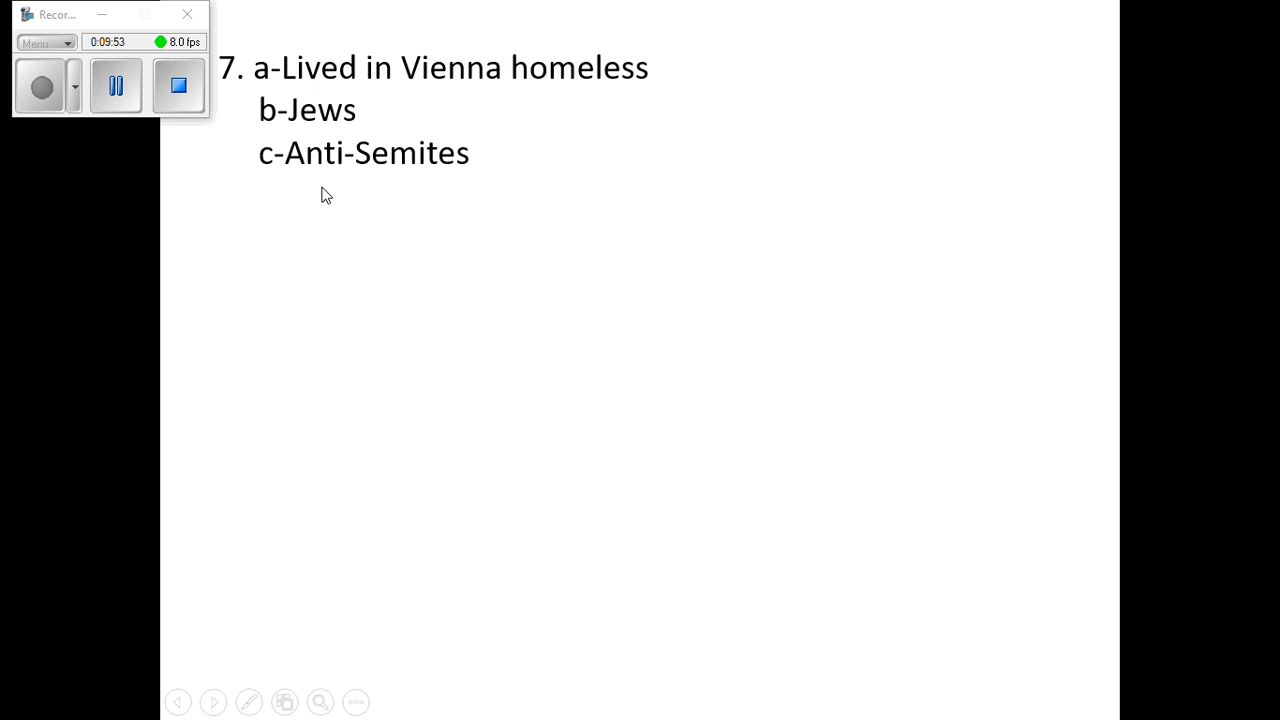 Recor...
Menu
0:09:53
8.0 fps
7. a-Lived in Vienna homeless
b-Jews
c-Anti-Semites